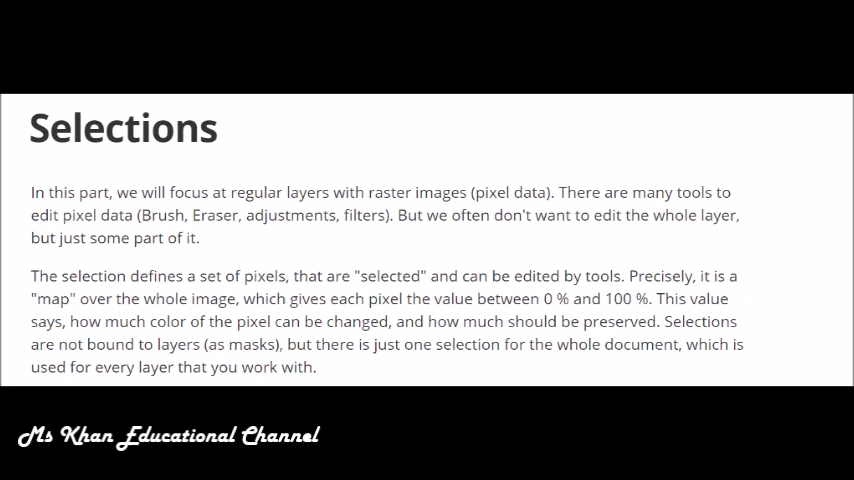 Selections
In this part, we will focus at regular layers with raster images (pixel data). There are many tools to
edit pixel data (Brush, Eraser, adjustments, filters). But we often don't want to edit the whole layer,
but just some part of it.
The selection defines a set of pixels, that are "selected" and can be edited by tools. Precisely, it is a
"map" over the whole image, which gives each pixel the value between 0 % and 100 %. This value
says, how much color of the pixel can be changed, and how much should be preserved. Selections
are not bound to layers (as masks), but there is just one selection for the whole document, which is
used for every layer that you work with.
Ms Khan Educational Channel